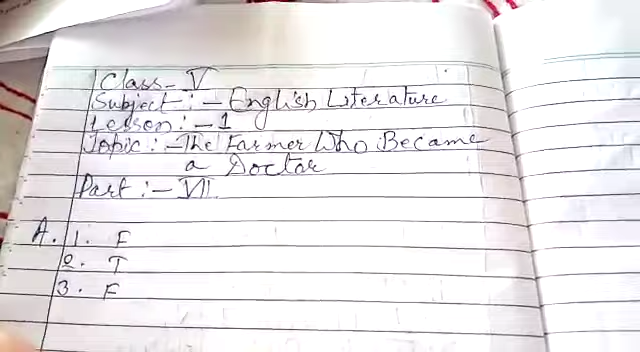 Class - V
Subject :- English Literature
Lesson :- 1
Topic :- The Farmer Who Became
a Doctor
Part :- VII
A. 1. F
2. T
3. F